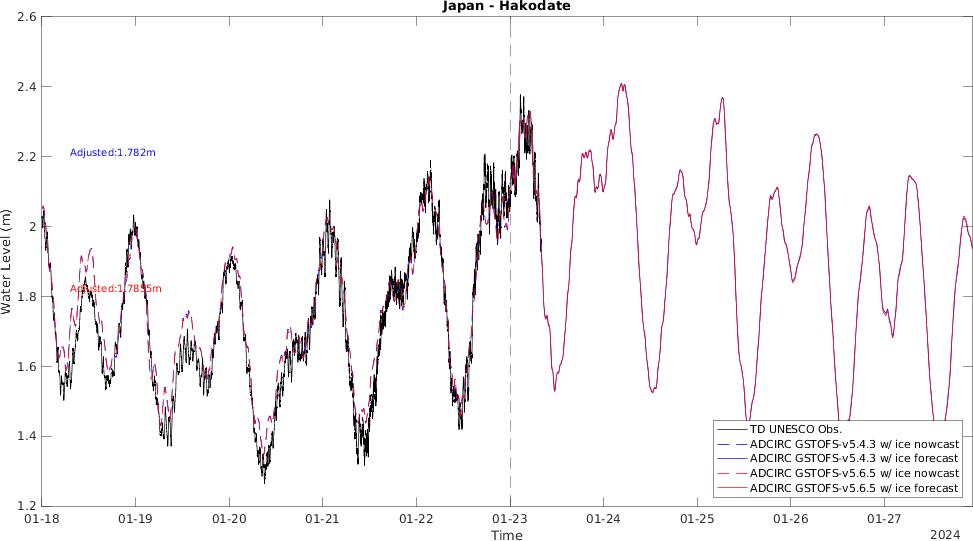 Japan - Hakodate
2.6
2.4
2.2
2
1.8
1.6
1.4
1.2
Water Level (m)
Adjusted:1.782m
Adjusted:1.7855m
TD UNESCO Obs.
ADCIRC GSTOFS-v5.4.3 w/ ice nowcast
ADCIRC GSTOFS-v5.4.3 w/ ice forecast
ADCIRC GSTOFS-v5.6.5 w/ ice nowcast
ADCIRC GSTOFS-v5.6.5 w/ ice forecast
01-18 01-19 01-20 01-21 01-22 01-23 01-24 01-25 01-26 01-27
Time
2024